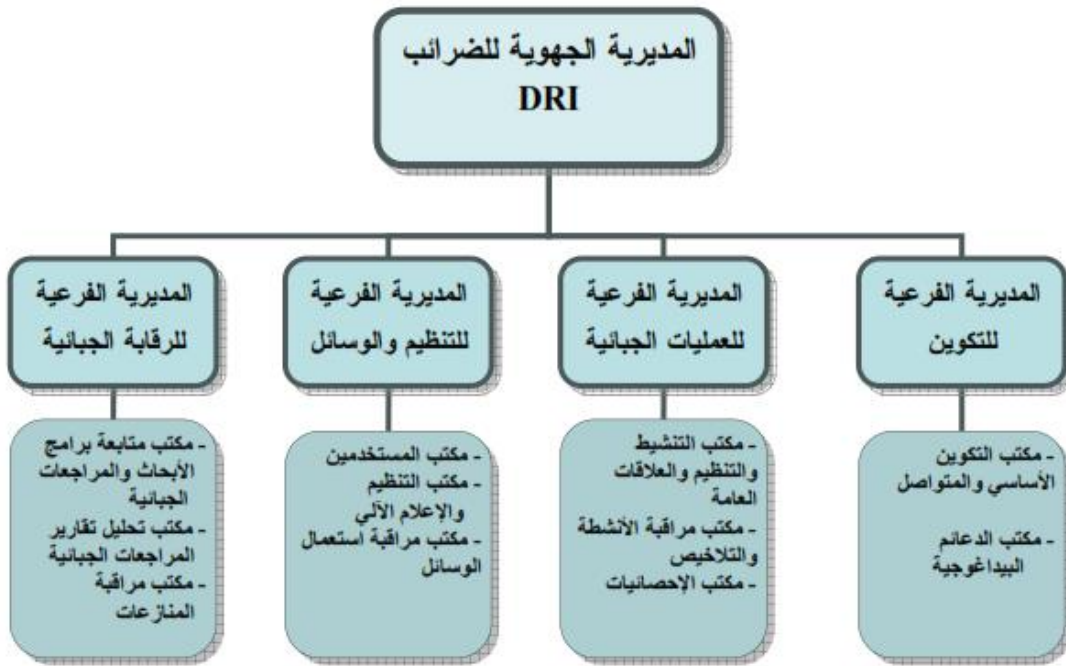 المديرية الجهوية للضرائب
DRI
المديرية الفرعية
للتكوين
المديرية الفرعية
للعمليات الجبائية
المديرية الفرعية
للتنظيم والوسائل
المديرية الفرعية
للرقابة الجبائية
- مكتب التكوين
الأساسي والمتواصل
- مكتب الدعائم
البيداغوجية
- مكتب التنشيط
والتنظيم والعلاقات
العامة
- مكتب مراقبة الأنشطة
والتلاخيص
- مكتب الإحصائيات
- مكتب المستخدمين
- مكتب التنظيم
والإعلام الآلي
- مكتب مراقبة استعمال
الوسائل
- مكتب متابعة برامج
الأبحاث والمراجعات
الجبائية
- مكتب تحليل تقارير
المراجعات الجبائية
- مكتب مراقبة
المنازعات